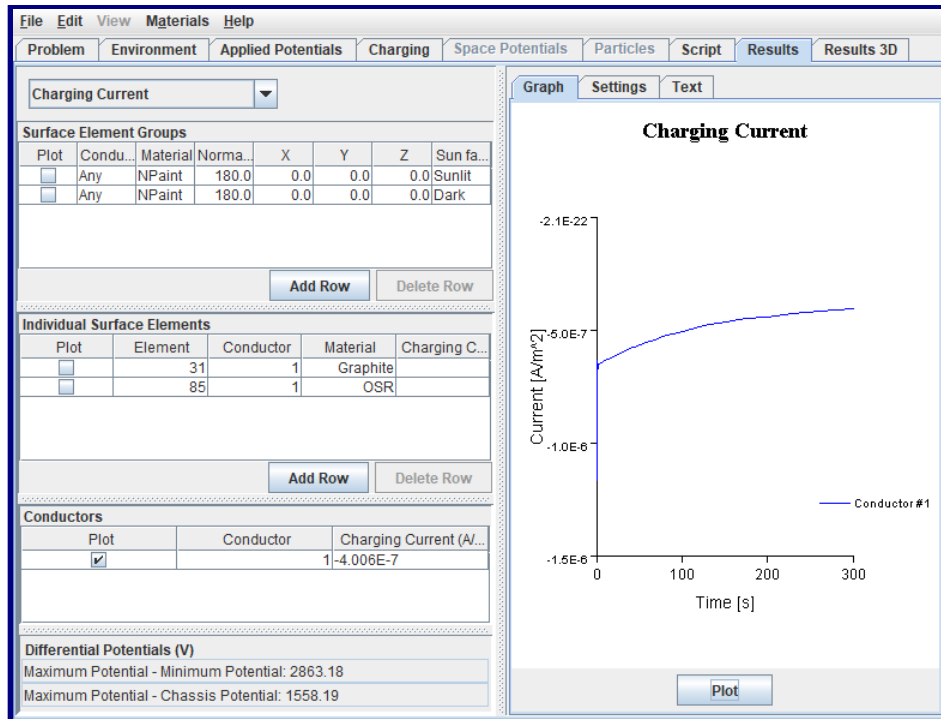 File Edit View Materials Help
Problem Environment Applied Potentials Charging Space Potentials Particles Script Results Results 3D
Charging Current
Surface Element Groups
Plot Condu... Material Norma... X Y Z Sun fa...
Any NPaint 180.0 0.0 0.0 0.0 Sunlit
Any NPaint 180.0 0.0 0.0 0.0 Dark
Add Row Delete Row
Individual Surface Elements
Plot Element Conductor Material Charging C...
31 1 Graphite
85 1 OSR
Add Row Delete Row
Conductors
Plot Conductor Charging Current (A/...
1 -4.006E-7
Differential Potentials (V)
Maximum Potential - Minimum Potential: 2863.18
Maximum Potential - Chassis Potential: 1558.19
Graph Settings Text
Charging Current
-2.1E-22
-5.0E-7
-1.0E-6
-1.5E-6
Current [A/m^2]
Conductor #1
0 100 200 300
Time [s]
Plot